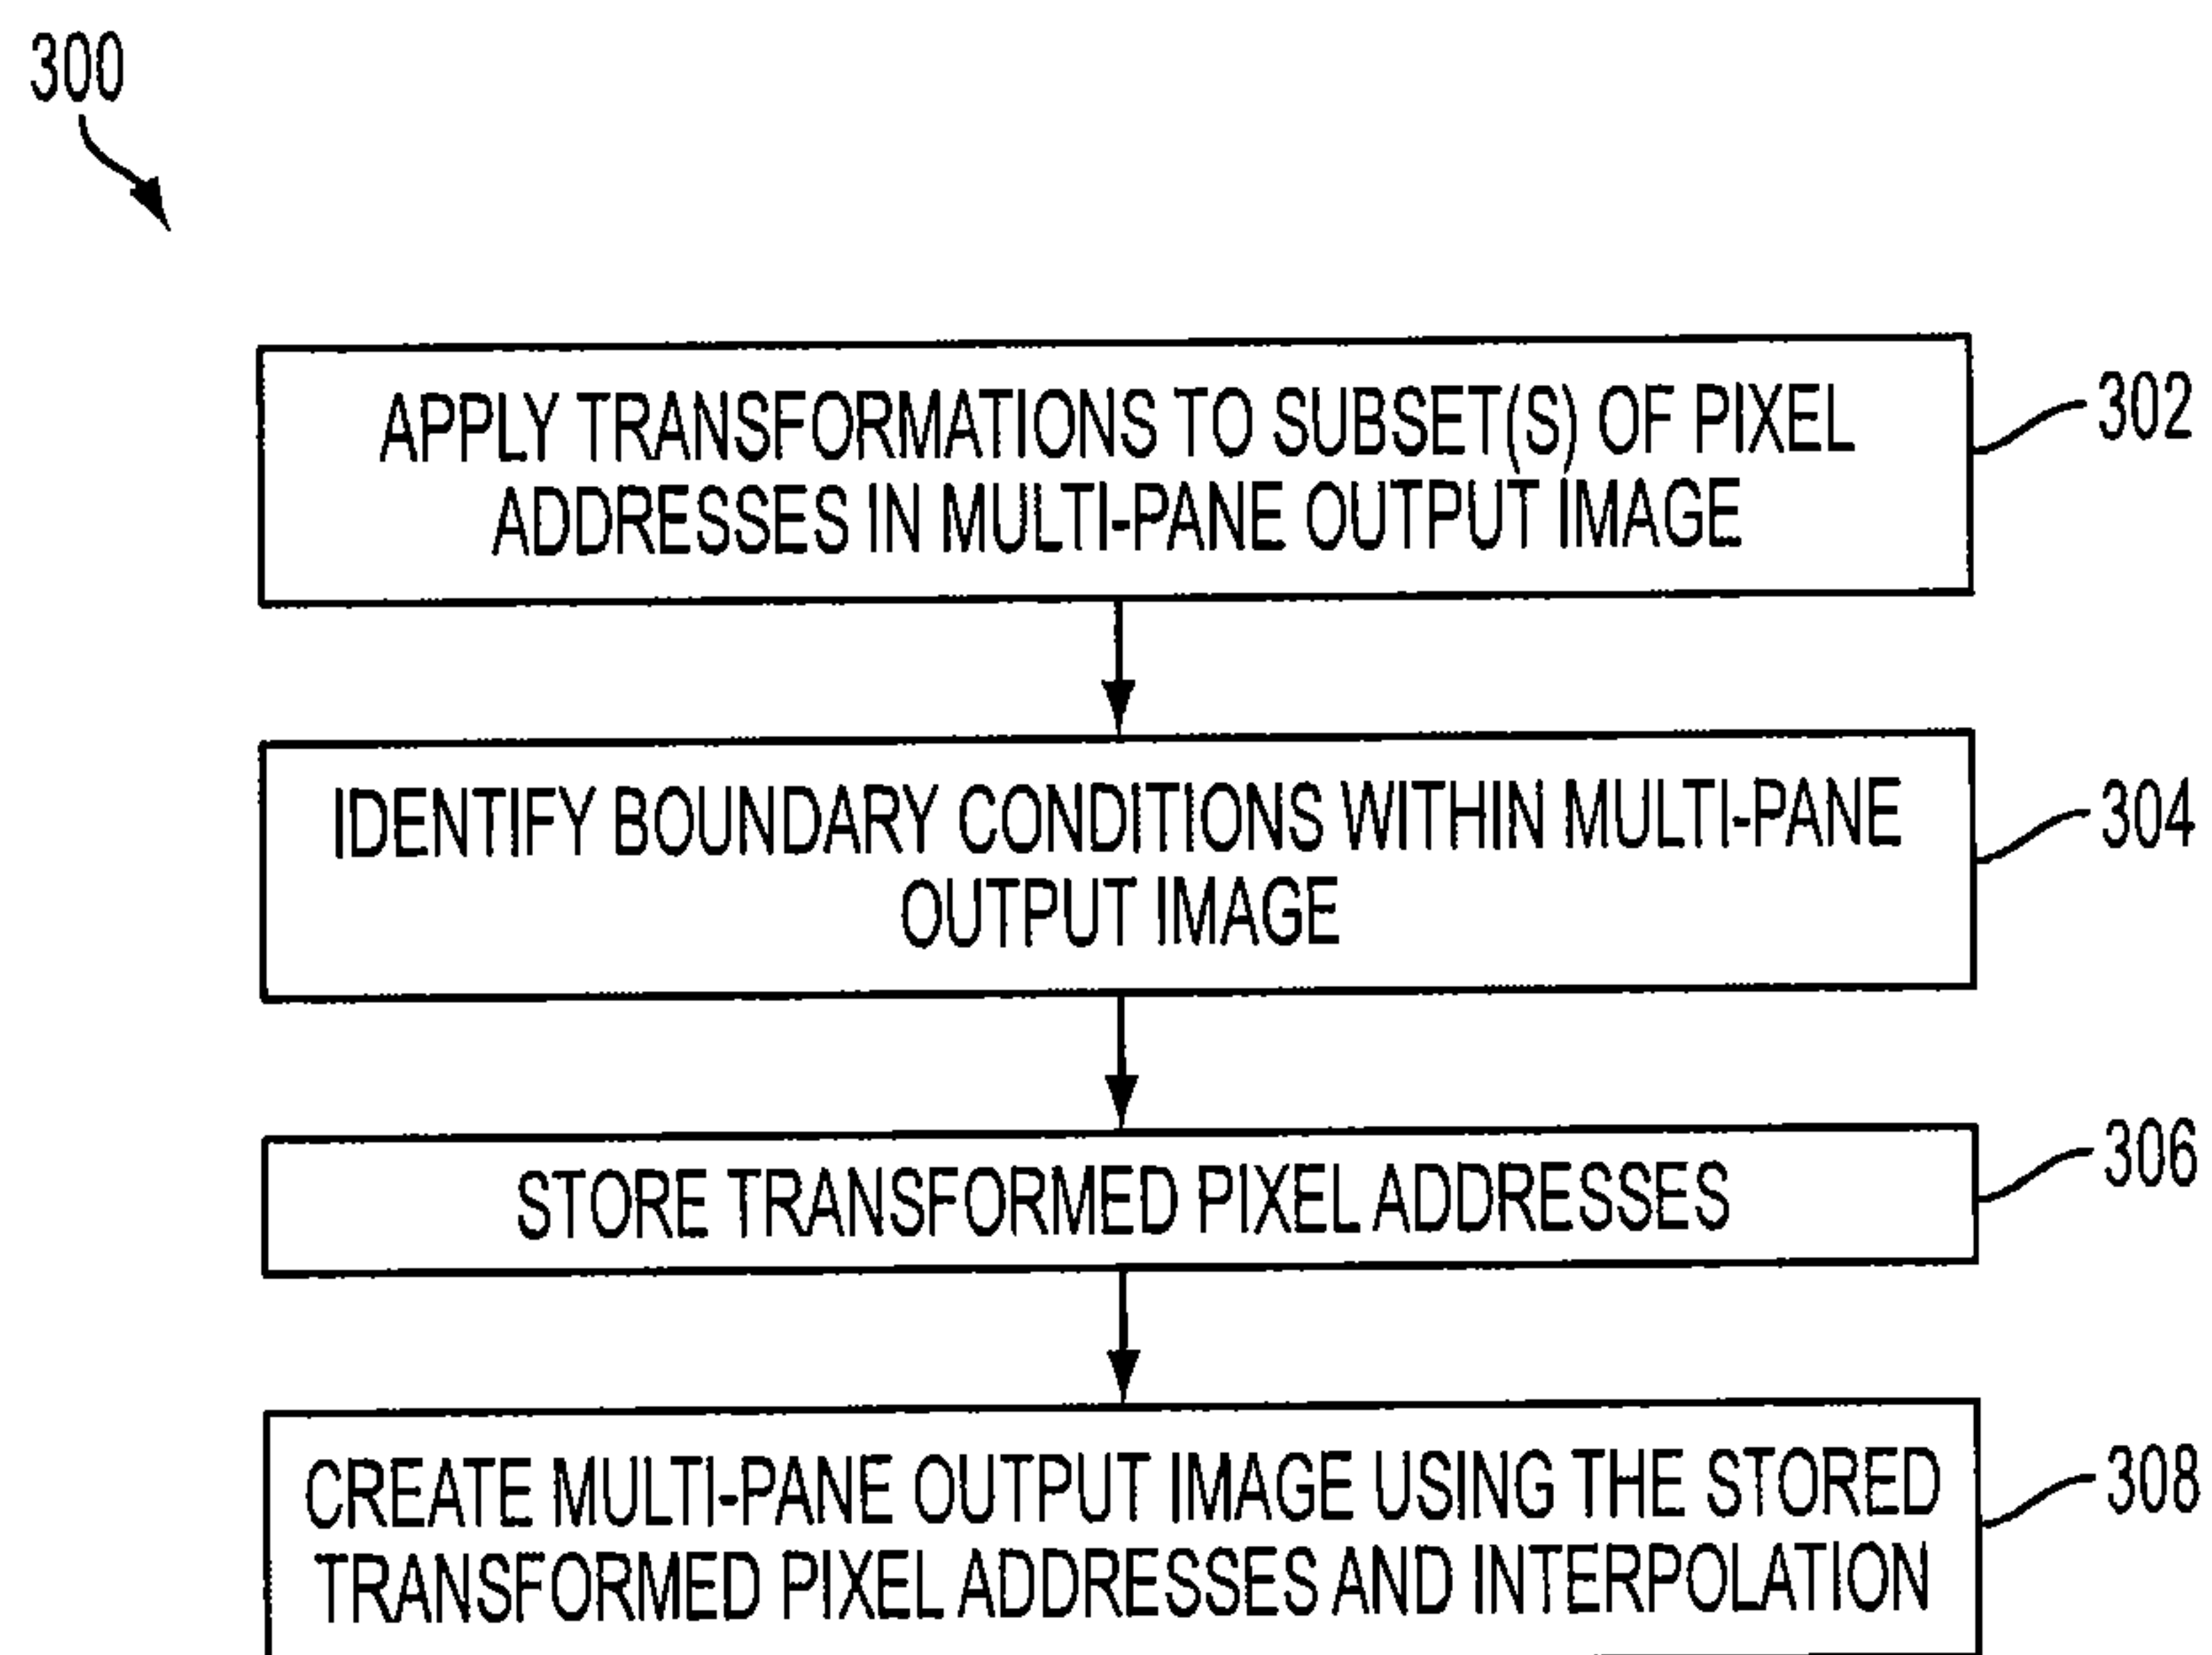 300
APPLY TRANSFORMATIONS TO SUBSET(S) OF PIXEL
ADDRESSES IN MULTI-PANE OUTPUT IMAGE
302
IDENTIFY BOUNDARY CONDITIONS WITHIN MULTI-PANE
OUTPUT IMAGE
304
STORE TRANSFORMED PIXEL ADDRESSES
306
CREATE MULTI-PANE OUTPUT IMAGE USING THE STORED
TRANSFORMED PIXEL ADDRESSES AND INTERPOLATION
308